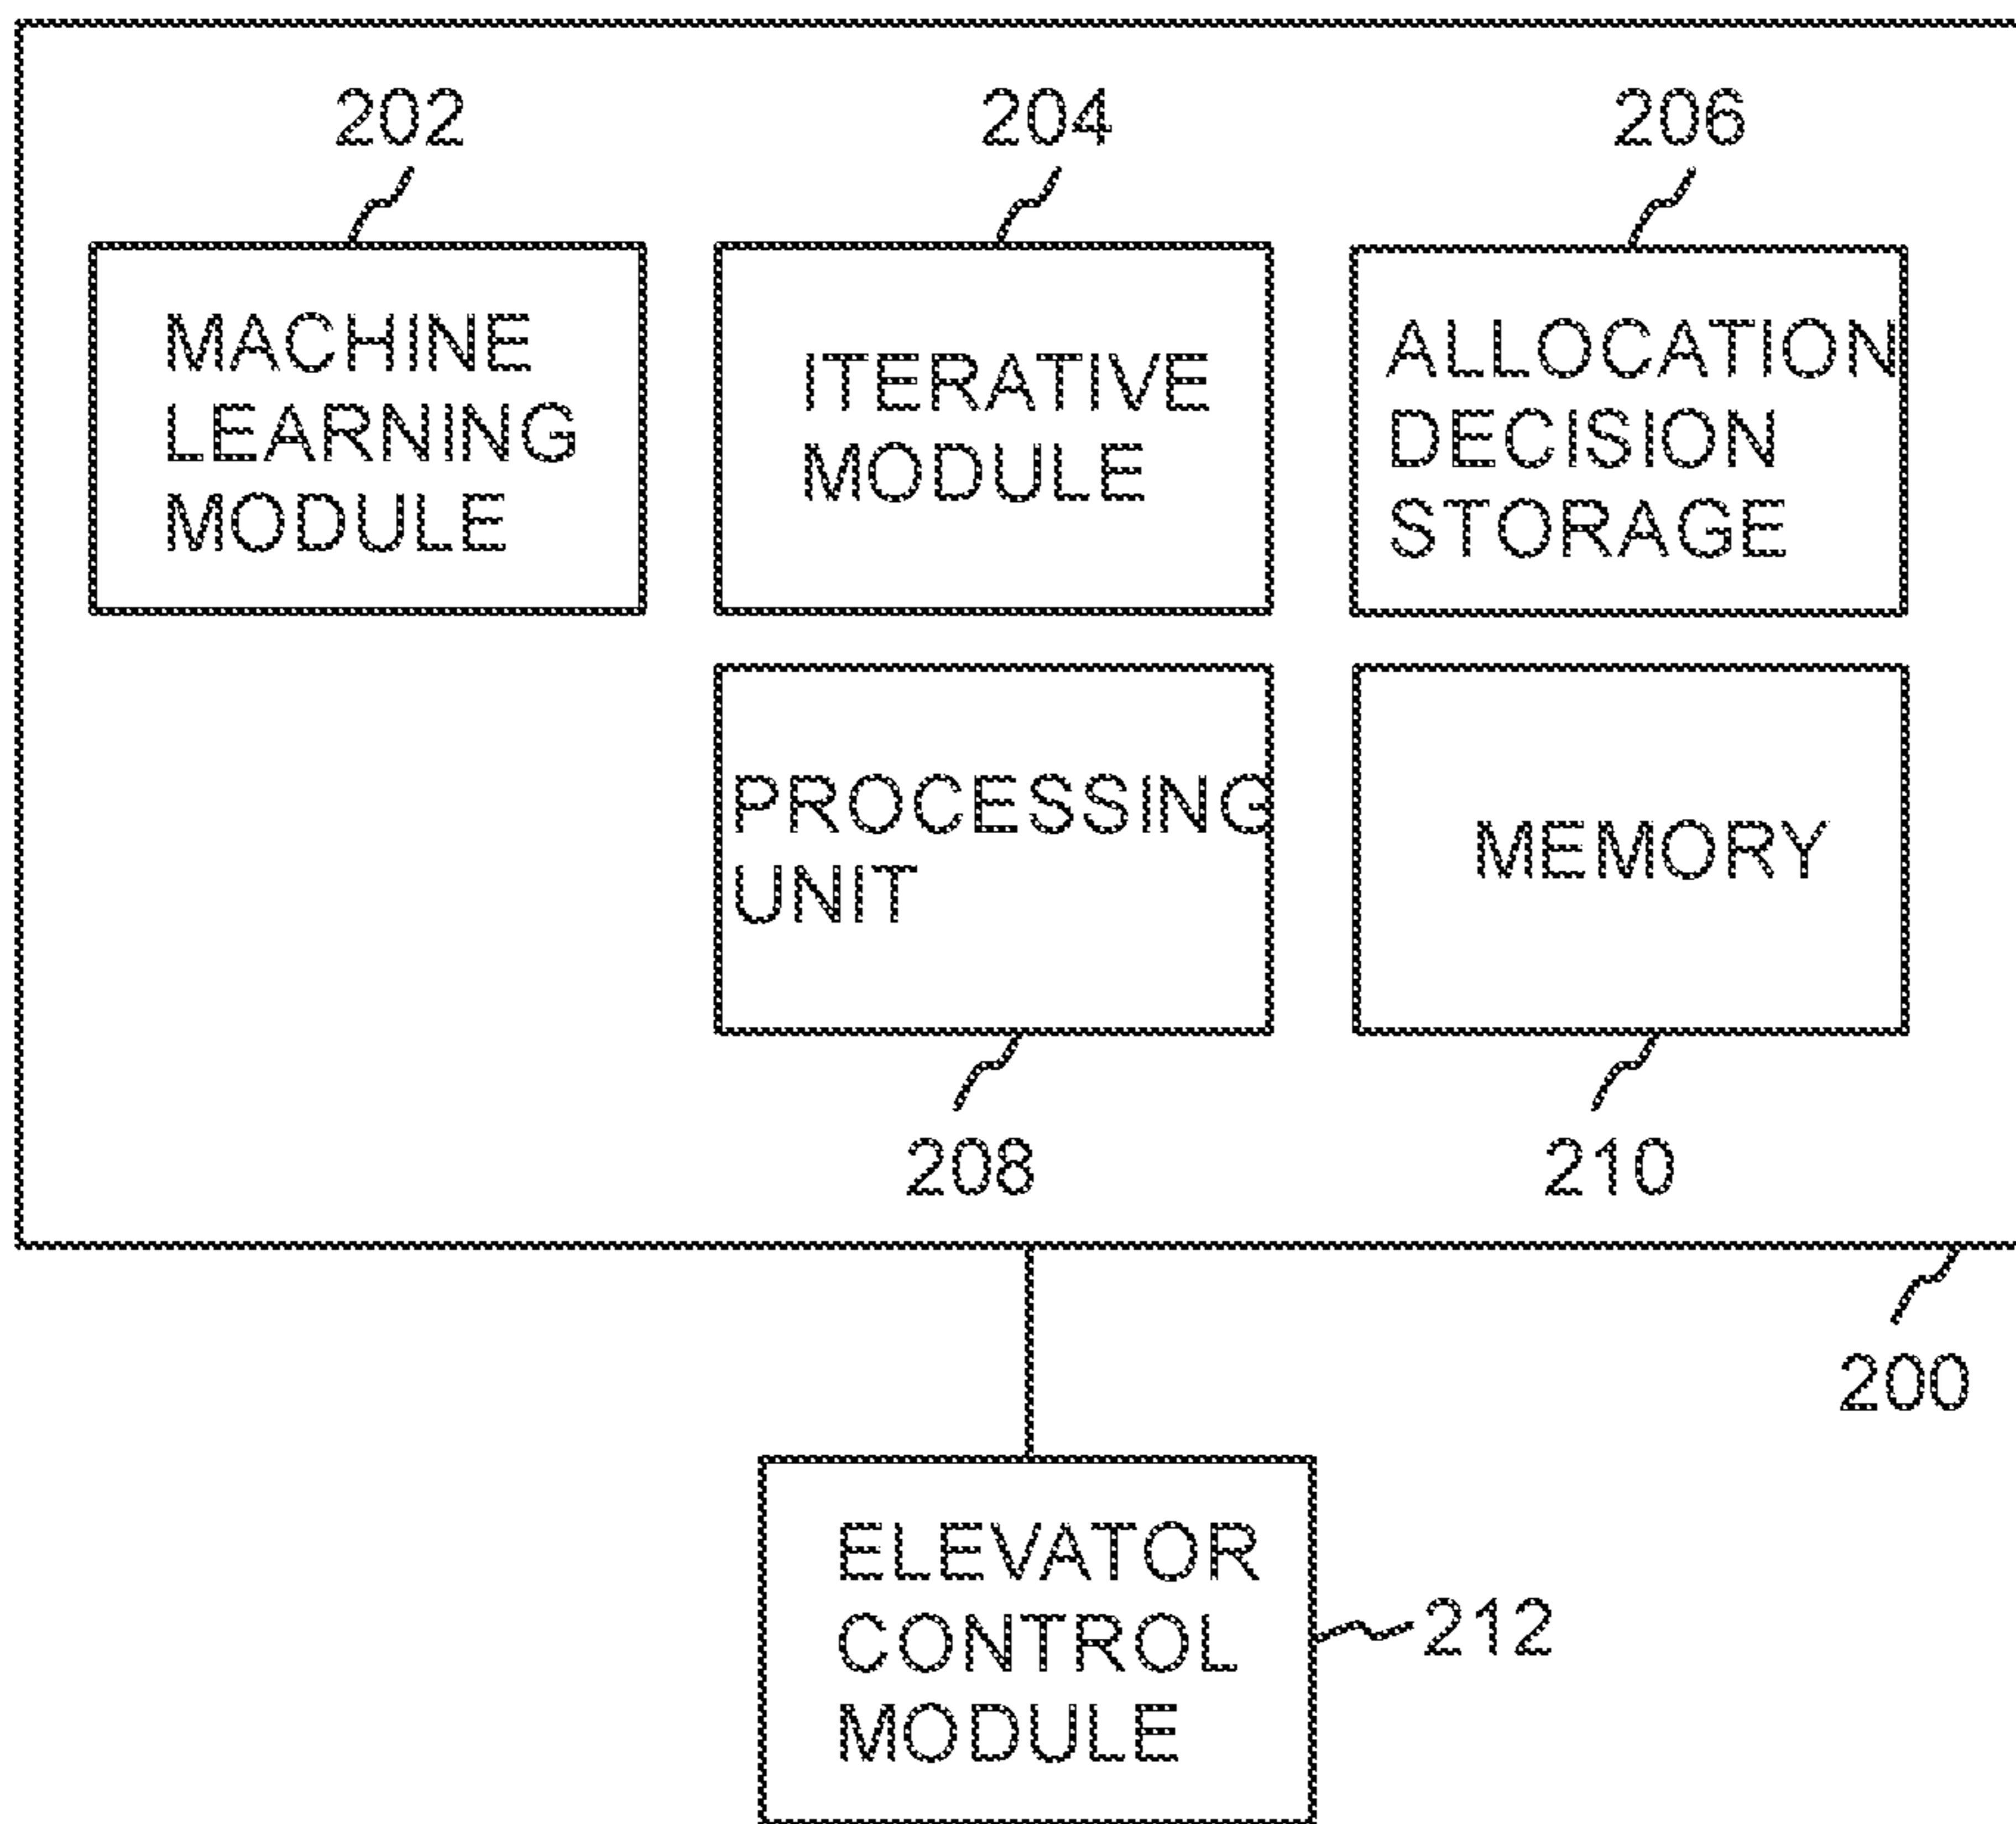 202
204
206
MACHINE
LEARNING
MODULE
ITERATIVE
MODULE
ALLOCATION
DECISION
STORAGE
PROCESSING
UNIT
MEMORY
208
210
200
ELEVATOR
CONTROL
MODULE
212